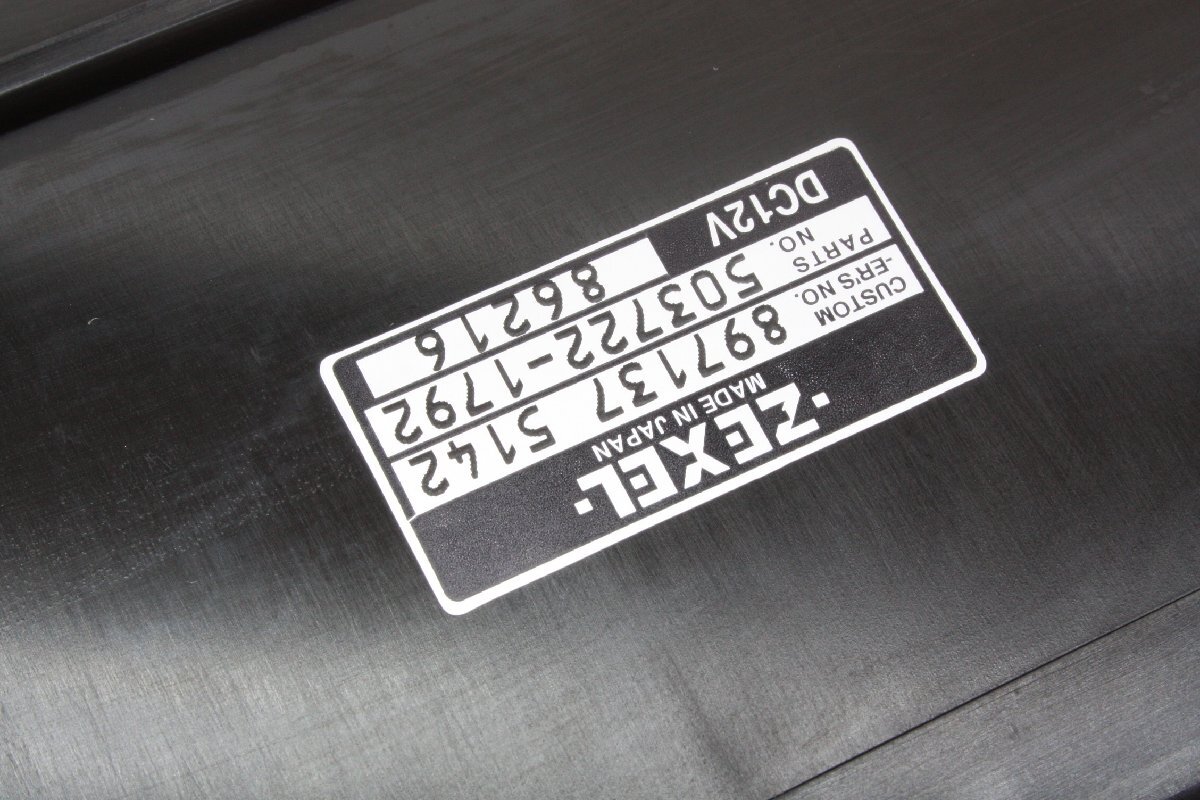 ·ZEXEL·
MADE IN JAPAN
CUSTOM -ER'S NO. 897137 5142
PARTS NO. 503722-1792
DC12V 86216